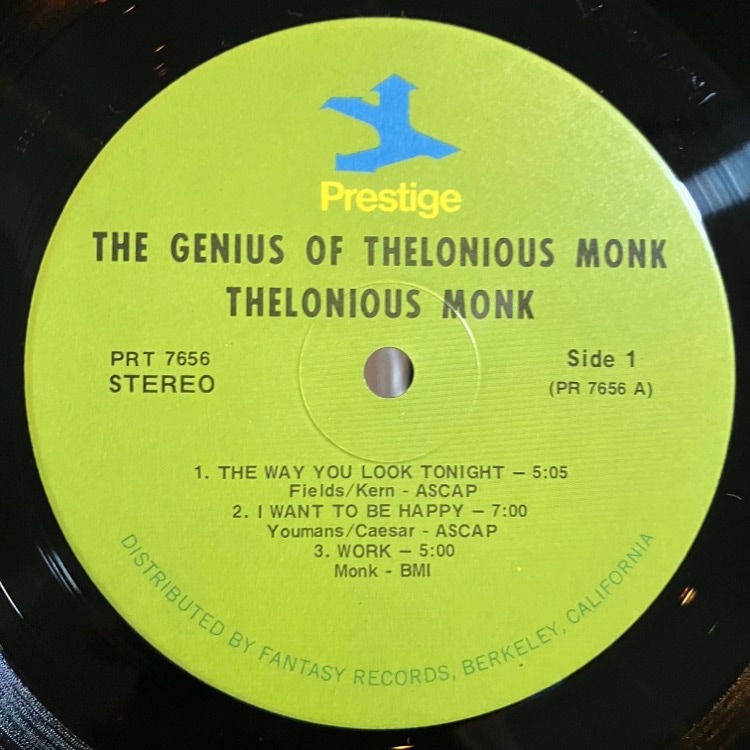 Prestige
THE GENIUS OF THELONIOUS MONK
THELONIOUS MONK
PRT 7656
STEREO
Side 1
(PR 7656 A)
1. THE WAY YOU LOOK TONIGHT – 5:05
Fields/Kern - ASCAP
2. I WANT TO BE HAPPY – 7:00
Youmans/Caesar - ASCAP
3. WORK – 5:00
Monk - BMI
DISTRIBUTED BY FANTASY RECORDS, BERKELEY, CALIFORNIA